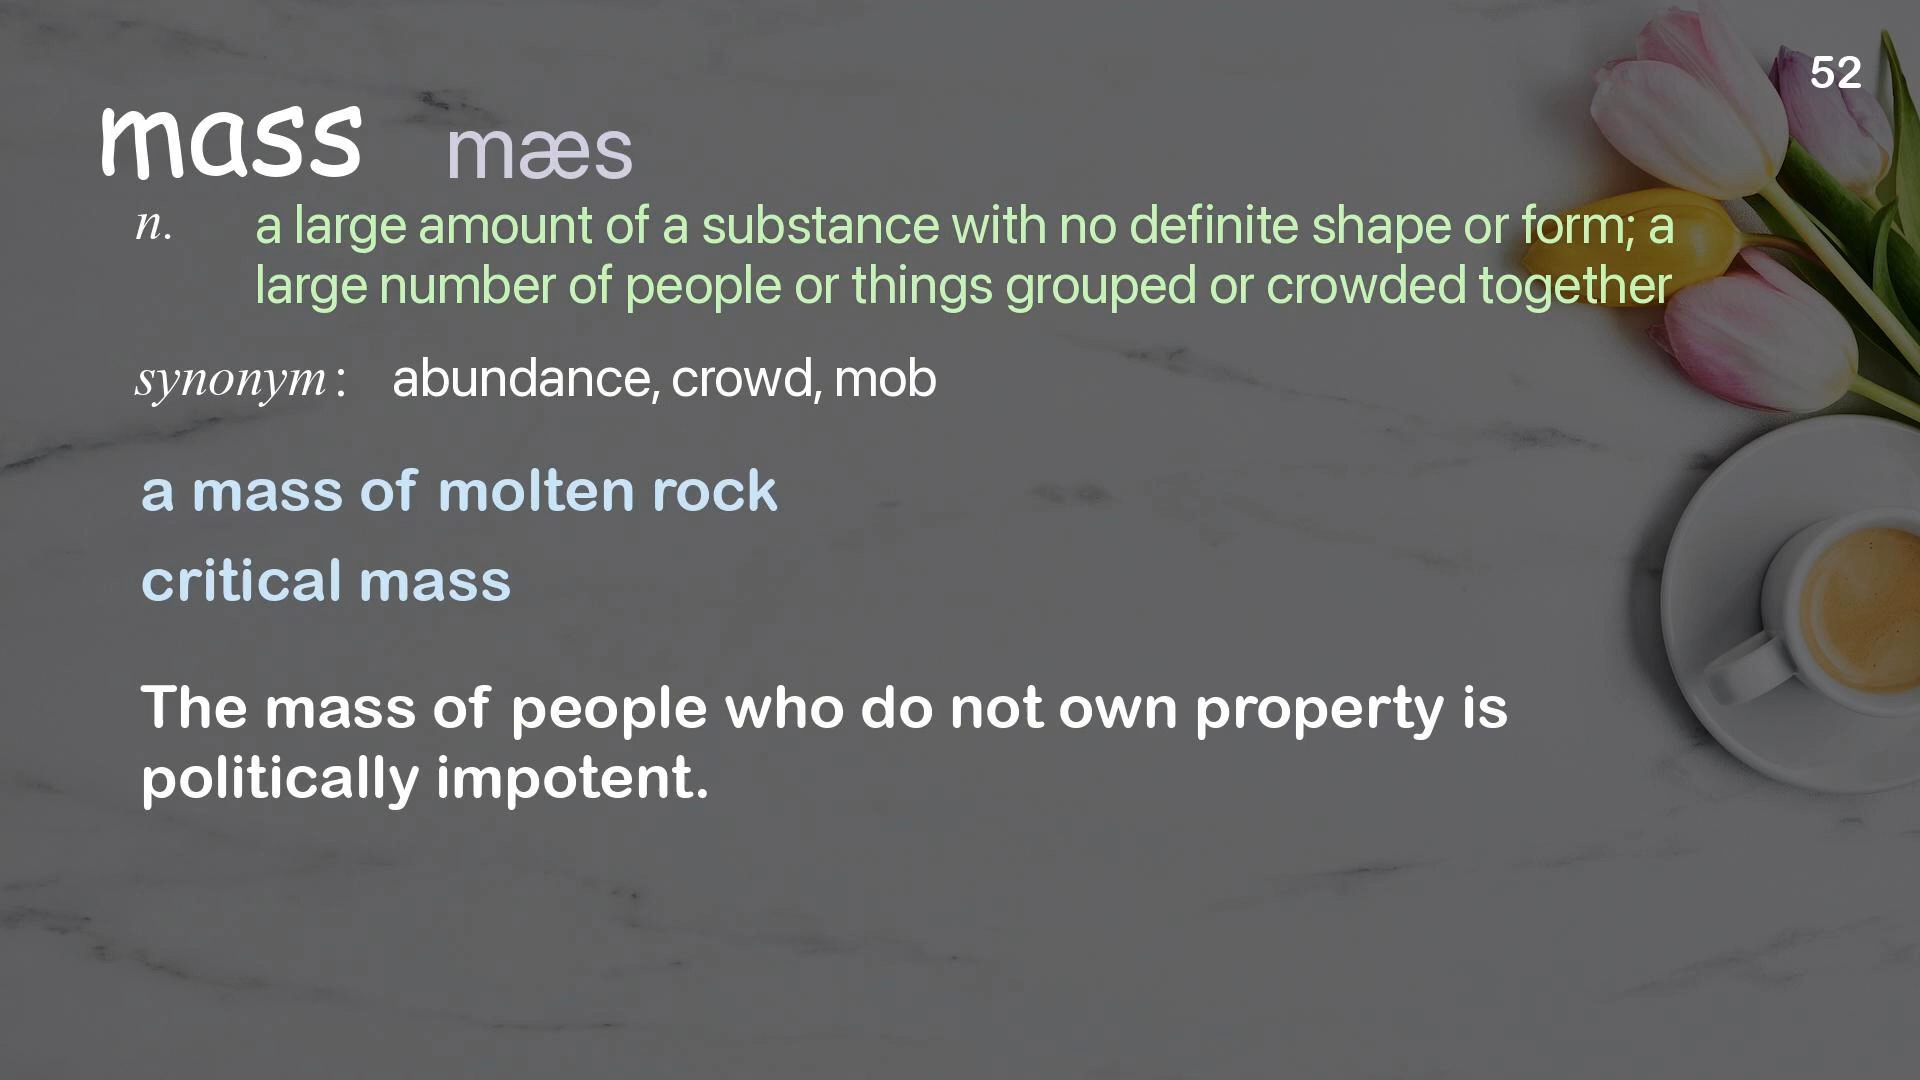 52
mass mæs
n. a large amount of a substance with no definite shape or form; a
large number of people or things grouped or crowded together
synonym: abundance, crowd, mob
a mass of molten rock
critical mass
The mass of people who do not own property is
politically impotent.